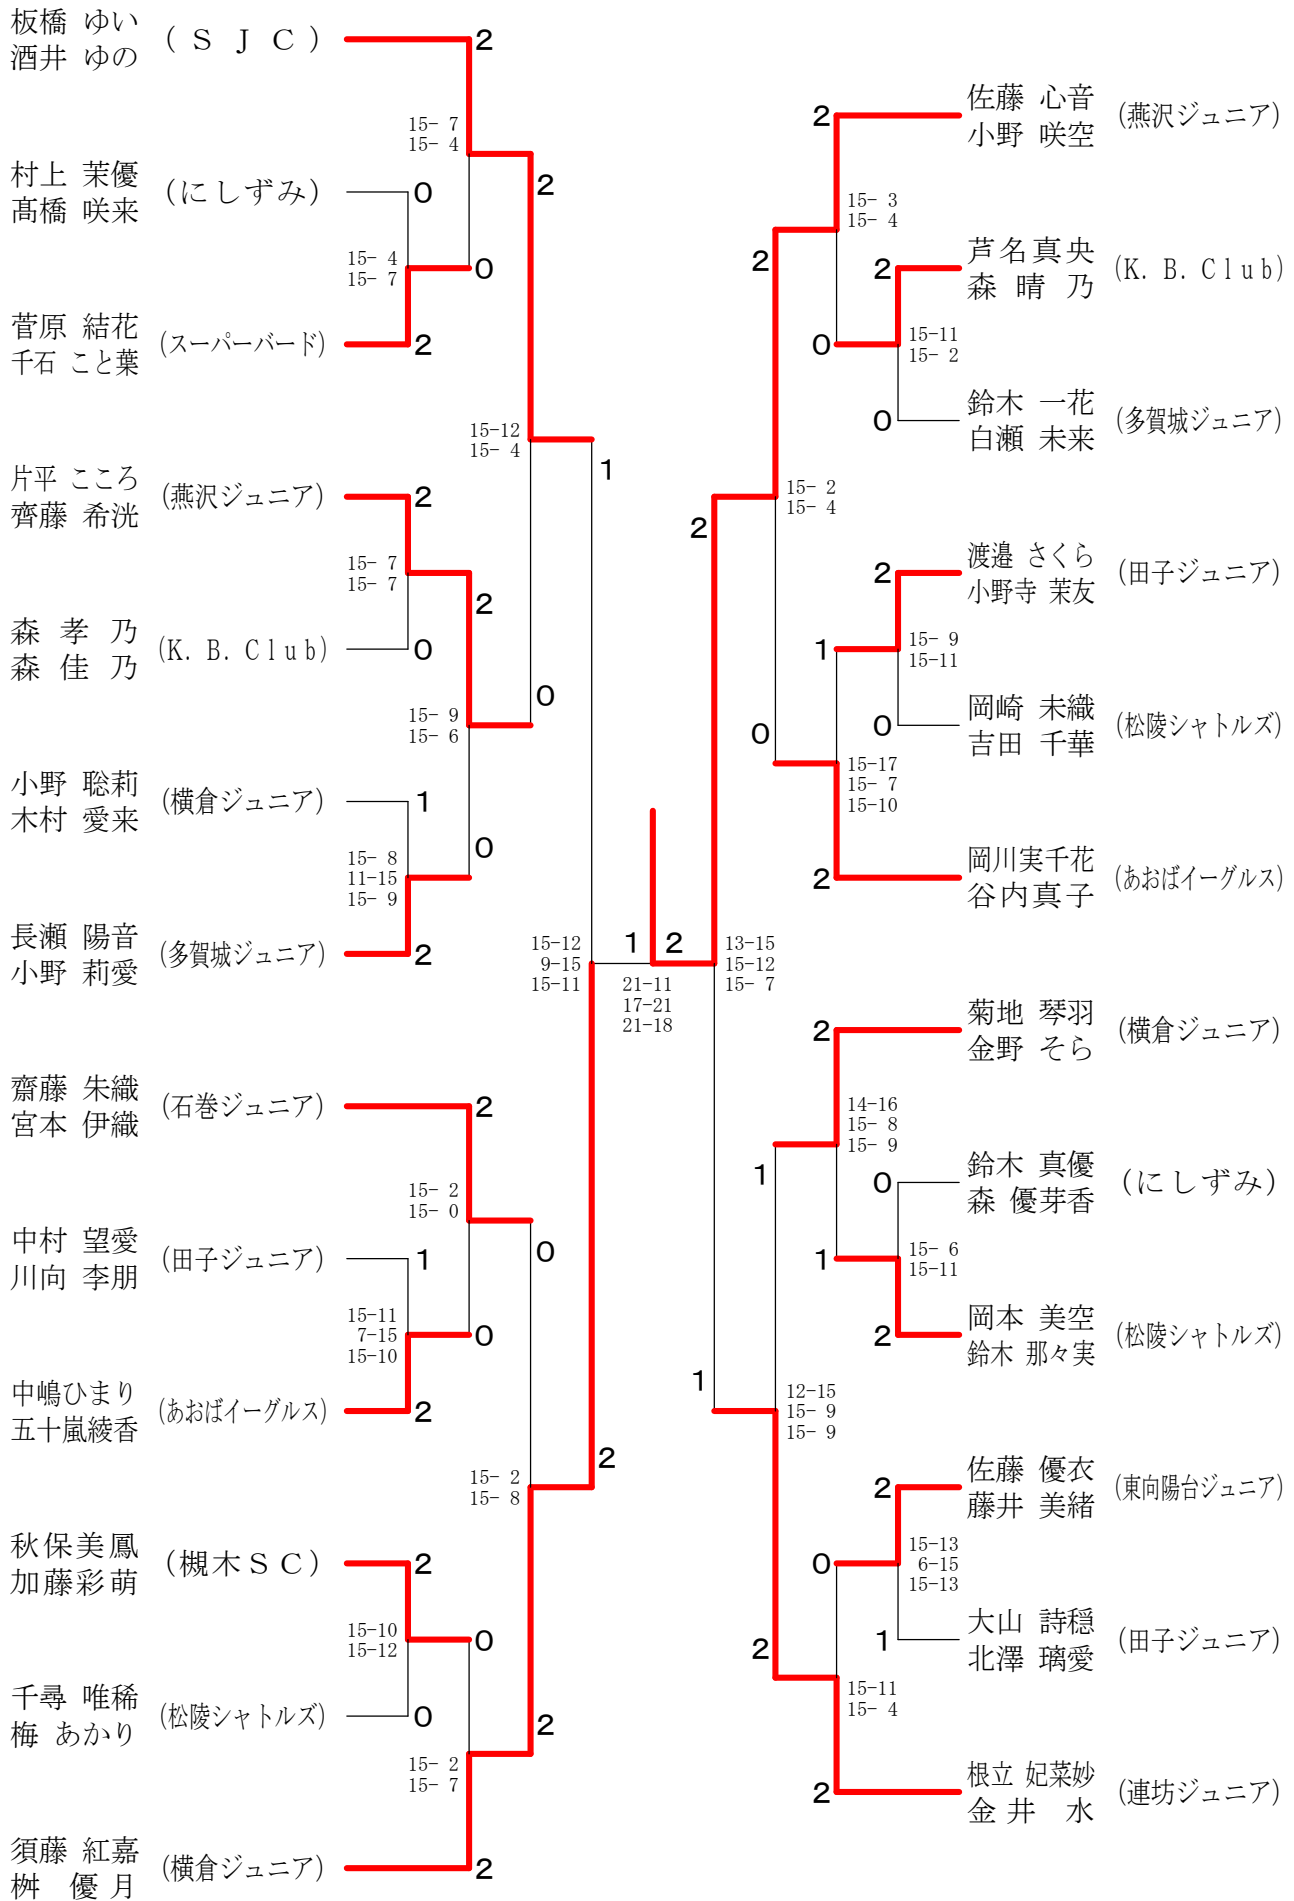 板橋 ゆい
酒井 ゆの
(ＳＪＣ)
2
15- 7
15- 4
2
村上 茉優
髙橋 咲来
(にしずみ)
0
15- 4
15- 7
0
菅原 結花
千石 こと葉
(スーパーバード)
2
15-12
15- 4
1
片平 こころ
齊藤 希洸
(燕沢ジュニア)
2
15- 7
15- 7
2
森 孝 乃
森 佳 乃
(K. B. Club)
0
15- 9
15- 6
0
小野 聡莉
木村 愛来
(横倉ジュニア)
1
15- 8
11-15
15- 9
0
長瀬 陽音
小野 莉愛
(多賀城ジュニア)
2
15-12
9-15
15-11
1
2
21-11
17-21
21-18
齋藤 朱織
宮本 伊織
(石巻ジュニア)
2
15- 2
15- 0
0
中村 望愛
川向 李朋
(田子ジュニア)
1
15-11
7-15
15-10
0
中嶋ひまり
五十嵐綾香
(あおばイーグルス)
2
15- 2
15- 8
2
秋保美鳳
加藤彩萌
(槻木ＳＣ)
2
15-10
15-12
0
千尋 唯稀
梅 あかり
(松陵シャトルズ)
0
15- 2
15- 7
2
須藤 紅嘉
桝 優月
(横倉ジュニア)
2
2
佐藤 心音
小野 咲空
(燕沢ジュニア)
15- 3
15- 4
2
2
芦名真央
森 晴 乃
(K. B. Club)
0
15-11
15- 2
0
鈴木 一花
白瀬 未来
(多賀城ジュニア)
15- 2
15- 4
2
2
渡邉 さくら
小野寺 茉友
(田子ジュニア)
1
15- 9
15-11
0
岡崎 未織
吉田 千華
(松陵シャトルズ)
0
15-17
15- 7
15-10
2
岡川実千花
谷内真子
(あおばイーグルス)
13-15
15-12
15- 7
2
菊地 琴羽
金野 そら
(横倉ジュニア)
14-16
15- 8
15- 9
1
0
鈴木 真優
森 優芽香
(にしずみ)
1
15- 6
15-11
2
岡本 美空
鈴木 那々実
(松陵シャトルズ)
1
12-15
15- 9
15- 9
2
佐藤 優衣
藤井 美緒
(東向陽台ジュニア)
0
15-13
6-15
15-13
1
大山 詩穏
北澤 璃愛
(田子ジュニア)
2
15-11
15- 4
2
根立 妃菜妙
金 井 水
(連坊ジュニア)